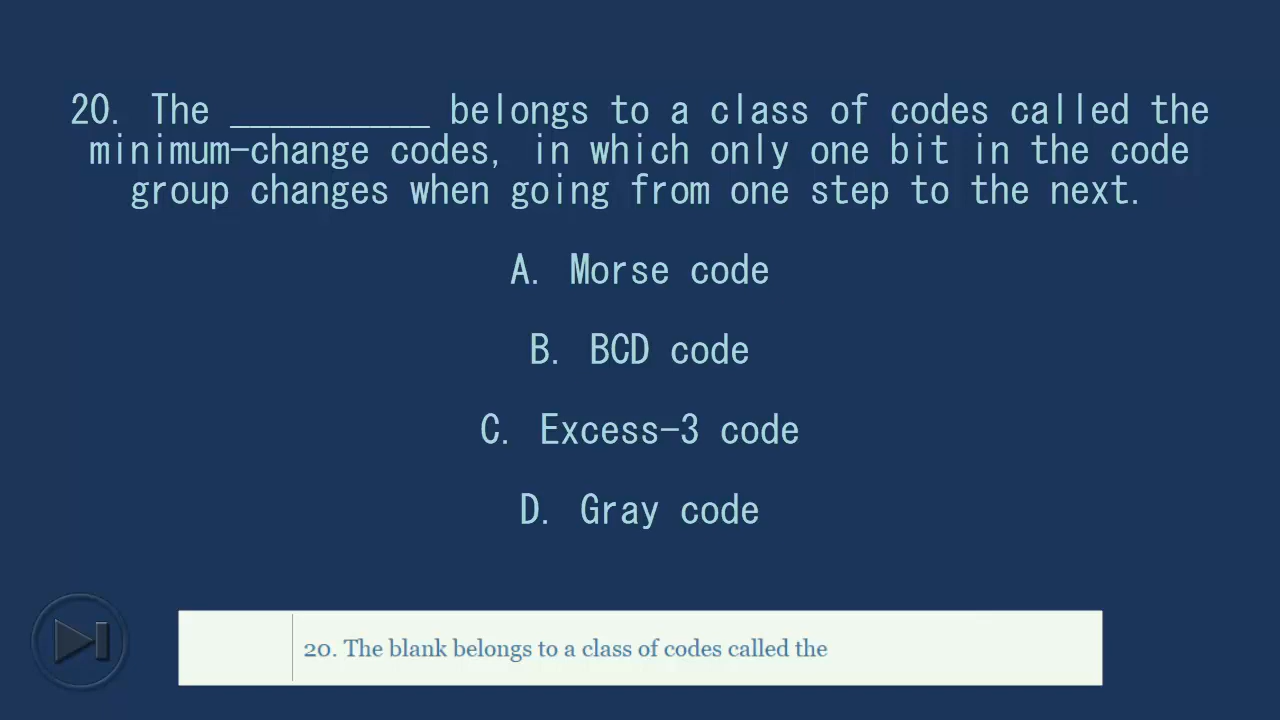 20. The __________ belongs to a class of codes called the
minimum-change codes, in which only one bit in the code
group changes when going from one step to the next.
A. Morse code
B. BCD code
C. Excess-3 code
D. Gray code
20. The blank belongs to a class of codes called the